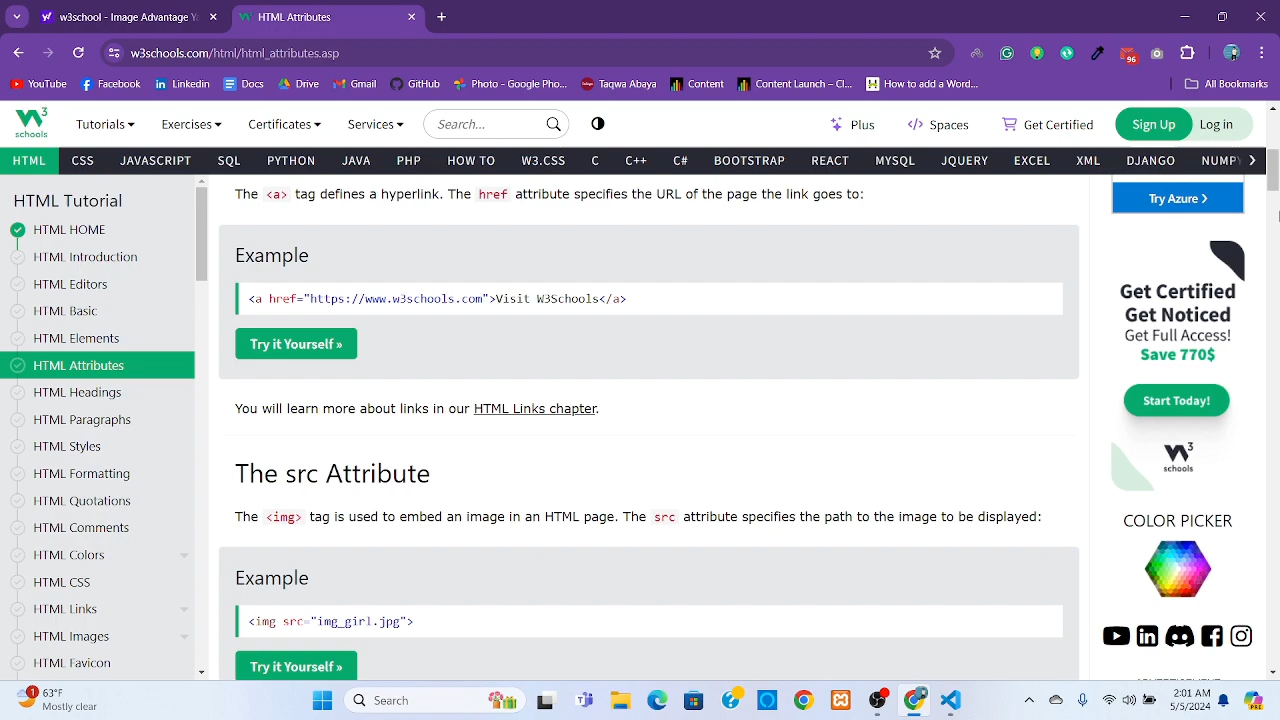 w3school - Image Advantage Y
HTML Attributes
w3schools.com/html/html_attributes.asp
96
YouTube
Facebook
Linkedin
Docs
Drive
Gmail
GitHub
Photo - Google Pho...
Taqwa Abaya
Content
Content Launch – Cl...
How to add a Word...
All Bookmarks
W3 schools
Tutorials
Exercises
Certificates
Services
Search...
Plus
Spaces
Get Certified
Sign Up
Log in
HTML CSS JAVASCRIPT SQL PYTHON JAVA PHP HOW TO W3.CSS C C++ C# BOOTSTRAP REACT MYSQL JQUERY EXCEL XML DJANGO NUMPY
HTML Tutorial
HTML HOME
HTML Introduction
HTML Editors
HTML Basic
HTML Elements
HTML Attributes
HTML Headings
HTML Paragraphs
HTML Styles
HTML Formatting
HTML Quotations
HTML Comments
HTML Colors
HTML CSS
HTML Links
HTML Images
HTML Favicon
The <a> tag defines a hyperlink. The href attribute specifies the URL of the page the link goes to:
Example
<a href="https://www.w3schools.com">Visit W3Schools</a>
Try it Yourself »
You will learn more about links in our HTML Links chapter.
The src Attribute
The <img> tag is used to embed an image in an HTML page. The src attribute specifies the path to the image to be displayed:
Example
<img src="img_girl.jpg">
Try it Yourself »
Try Azure ❯
Get Certified
Get Noticed
Get Full Access!
Save 770$
Start Today!
W3
schools
COLOR PICKER
1
63°F
Mostly clear
Search
2:01 AM
5/5/2024
PRE